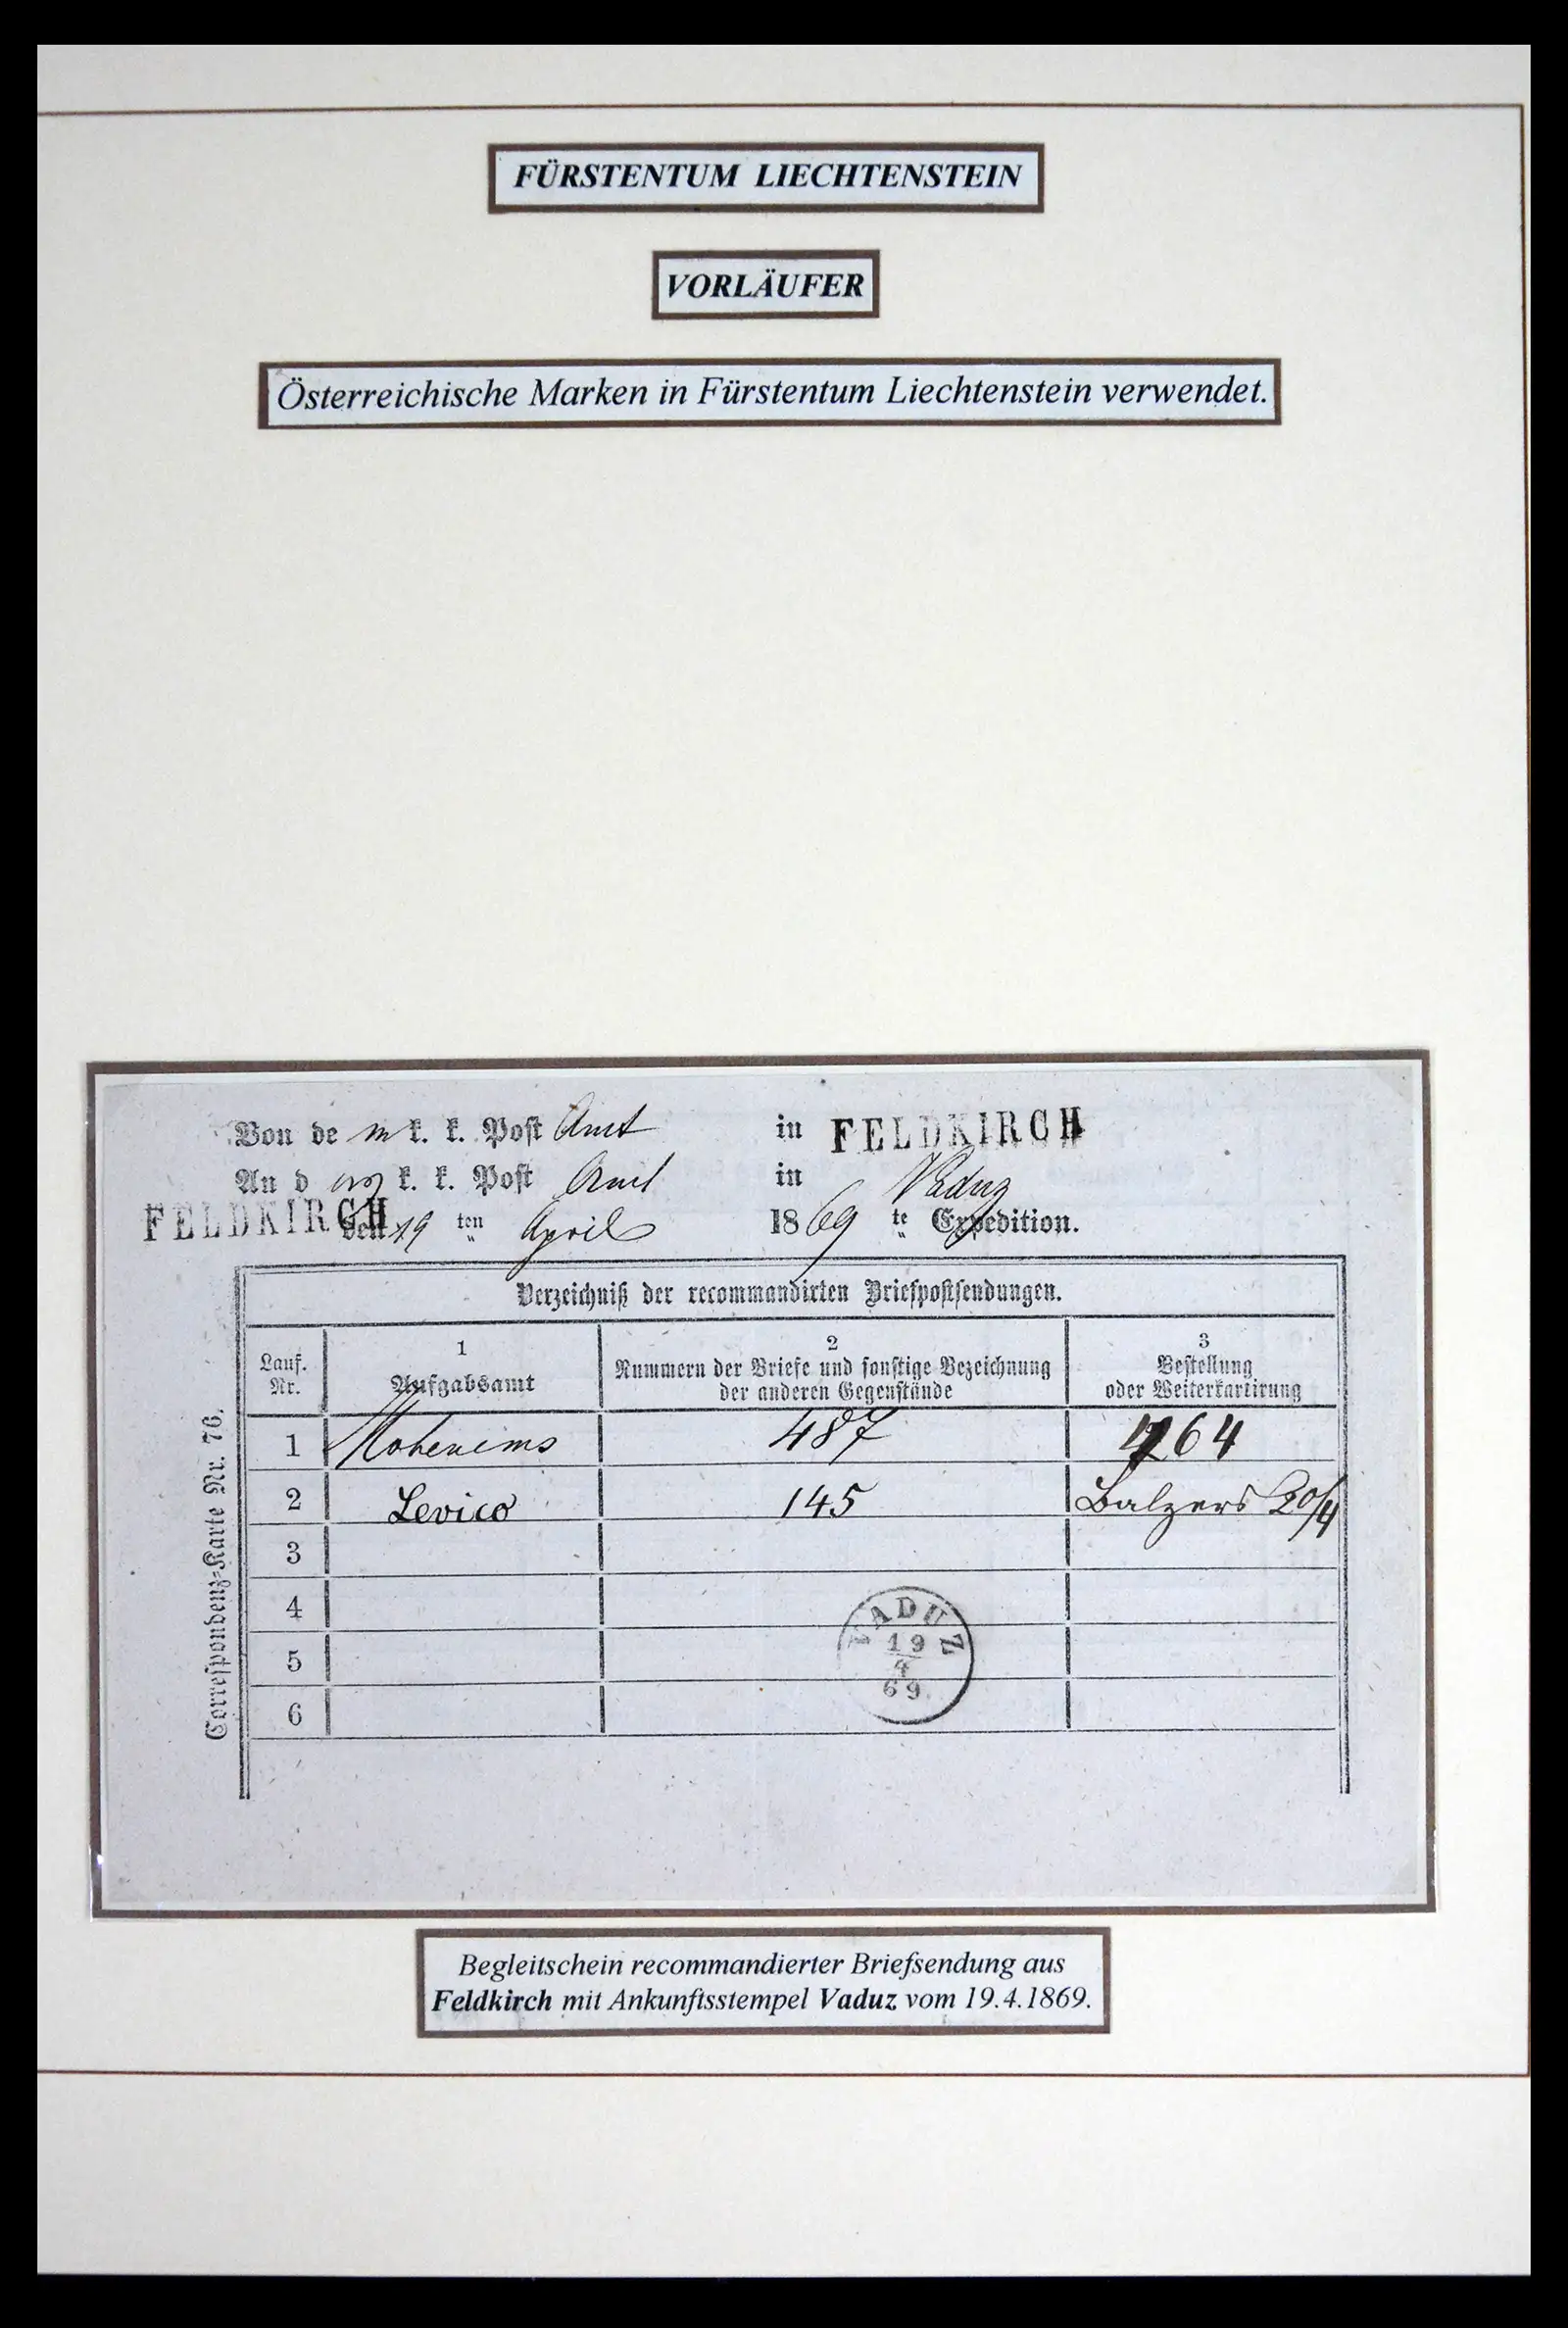 FÜRSTENTUM LIECHTENSTEIN
VORLÄUFER
Österreichische Marken in Fürstentum Liechtenstein verwendet.
Von de m k. k. Post Amt in FELDKIRCH
An d as k. k. Post Amt in Vaduz
FELDKIRCH den 19 ten April 1869 te Expedition.
Verzeichniß der recommandirten Briefpostsendungen.
Lauf. Nr.
1 Aufgabsamt
2 Nummern der Briefe und sonstige Bezeichnung der anderen Gegenstände
3 Bestellung oder Weiterkartirung
1 Hohenems 487 264
2 Levico 145 Balzers 20/4
3
4
5
6
VADUZ
19
4
69
Correspondenz-Karte Nr. 76.
Begleitschein recommandierter Briefsendung aus
Feldkirch mit Ankunftsstempel Vaduz vom 19.4.1869.